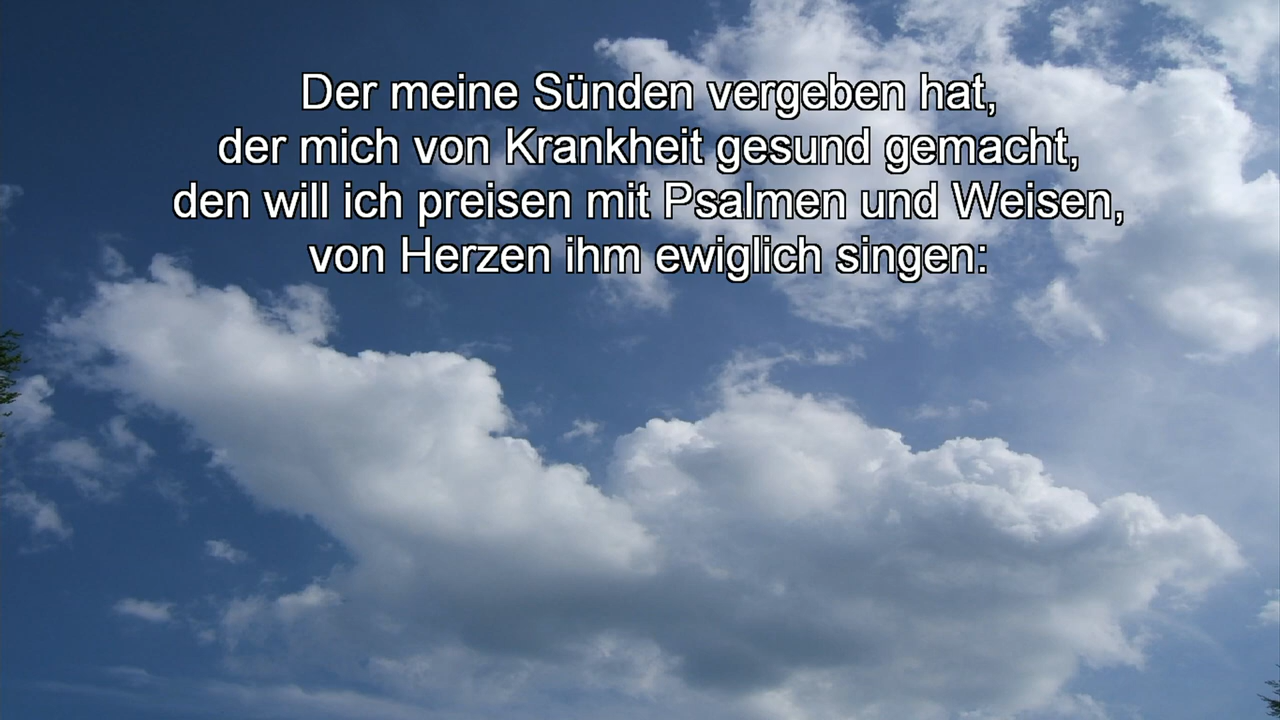 Der meine Sünden vergeben hat,
der mich von Krankheit gesund gemacht,
den will ich preisen mit Psalmen und Weisen,
von Herzen ihm ewiglich singen: